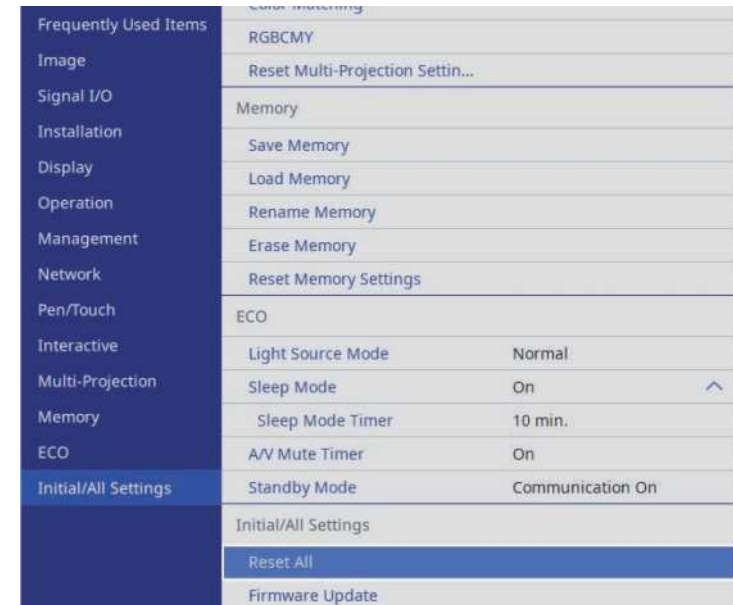 Frequently Used Items
Image
Signal I/O
Installation
Display
Operation
Management
Network
Pen/Touch
Interactive
Multi-Projection
Memory
ECO
Initial/All Settings
Color Matching
RGBCMY
Reset Multi-Projection Settin...
Memory
Save Memory
Load Memory
Rename Memory
Erase Memory
Reset Memory Settings
ECO
Light Source Mode Normal
Sleep Mode On
Sleep Mode Timer 10 min.
A/V Mute Timer On
Standby Mode Communication On
Initial/All Settings
Reset All
Firmware Update